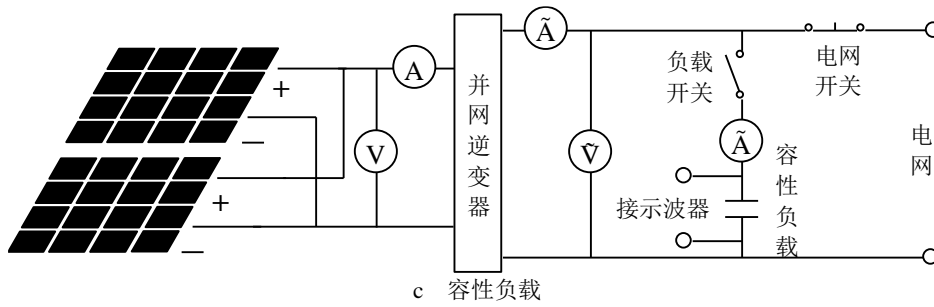 +
—
+
—
A
V
并网逆变器
Ã
Ṽ
负载
开关
Ã
接示波器
容性负载
电网
开关
电网
c 容性负载